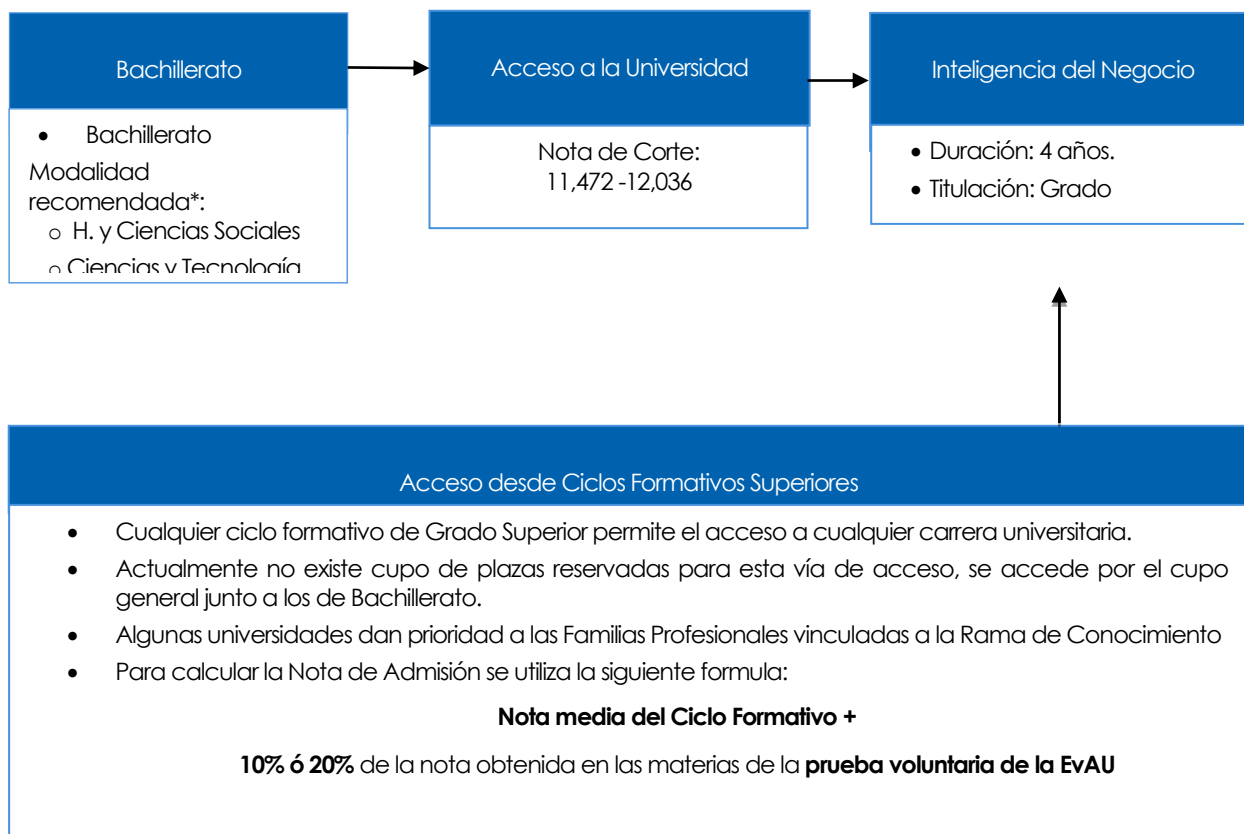 Bachillerato
Acceso a la Universidad
Inteligencia del Negocio
• Bachillerato
Modalidad
recomendada*:
o H. y Ciencias Sociales
o Ciencias y Tecnología
Nota de Corte:
11,472 -12,036
• Duración: 4 años.
• Titulación: Grado
Acceso desde Ciclos Formativos Superiores
• Cualquier ciclo formativo de Grado Superior permite el acceso a cualquier carrera universitaria.
• Actualmente no existe cupo de plazas reservadas para esta vía de acceso, se accede por el cupo
general junto a los de Bachillerato.
• Algunas universidades dan prioridad a las Familias Profesionales vinculadas a la Rama de Conocimiento
• Para calcular la Nota de Admisión se utiliza la siguiente formula:
Nota media del Ciclo Formativo +
10% ó 20% de la nota obtenida en las materias de la prueba voluntaria de la EvAU